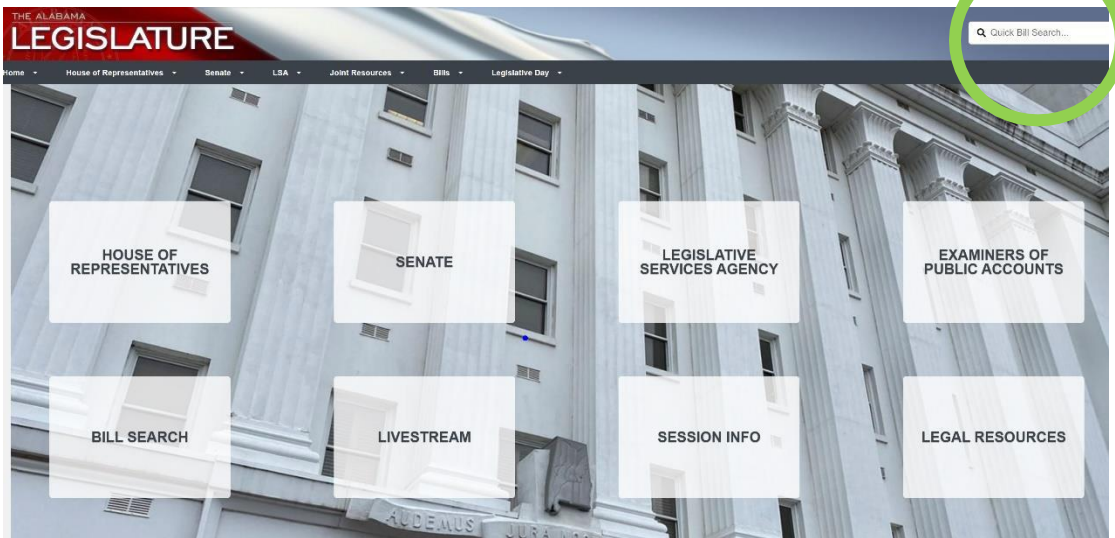 THE ALABAMA
LEGISLATURE
Quick Bill Search...
Home House of Representatives Senate LSA Joint Resources Bills Legislative Day
HOUSE OF
REPRESENTATIVES
SENATE
LEGISLATIVE
SERVICES AGENCY
EXAMINERS OF
PUBLIC ACCOUNTS
BILL SEARCH
LIVESTREAM
SESSION INFO
LEGAL RESOURCES
AUDEMUS JURA NOS